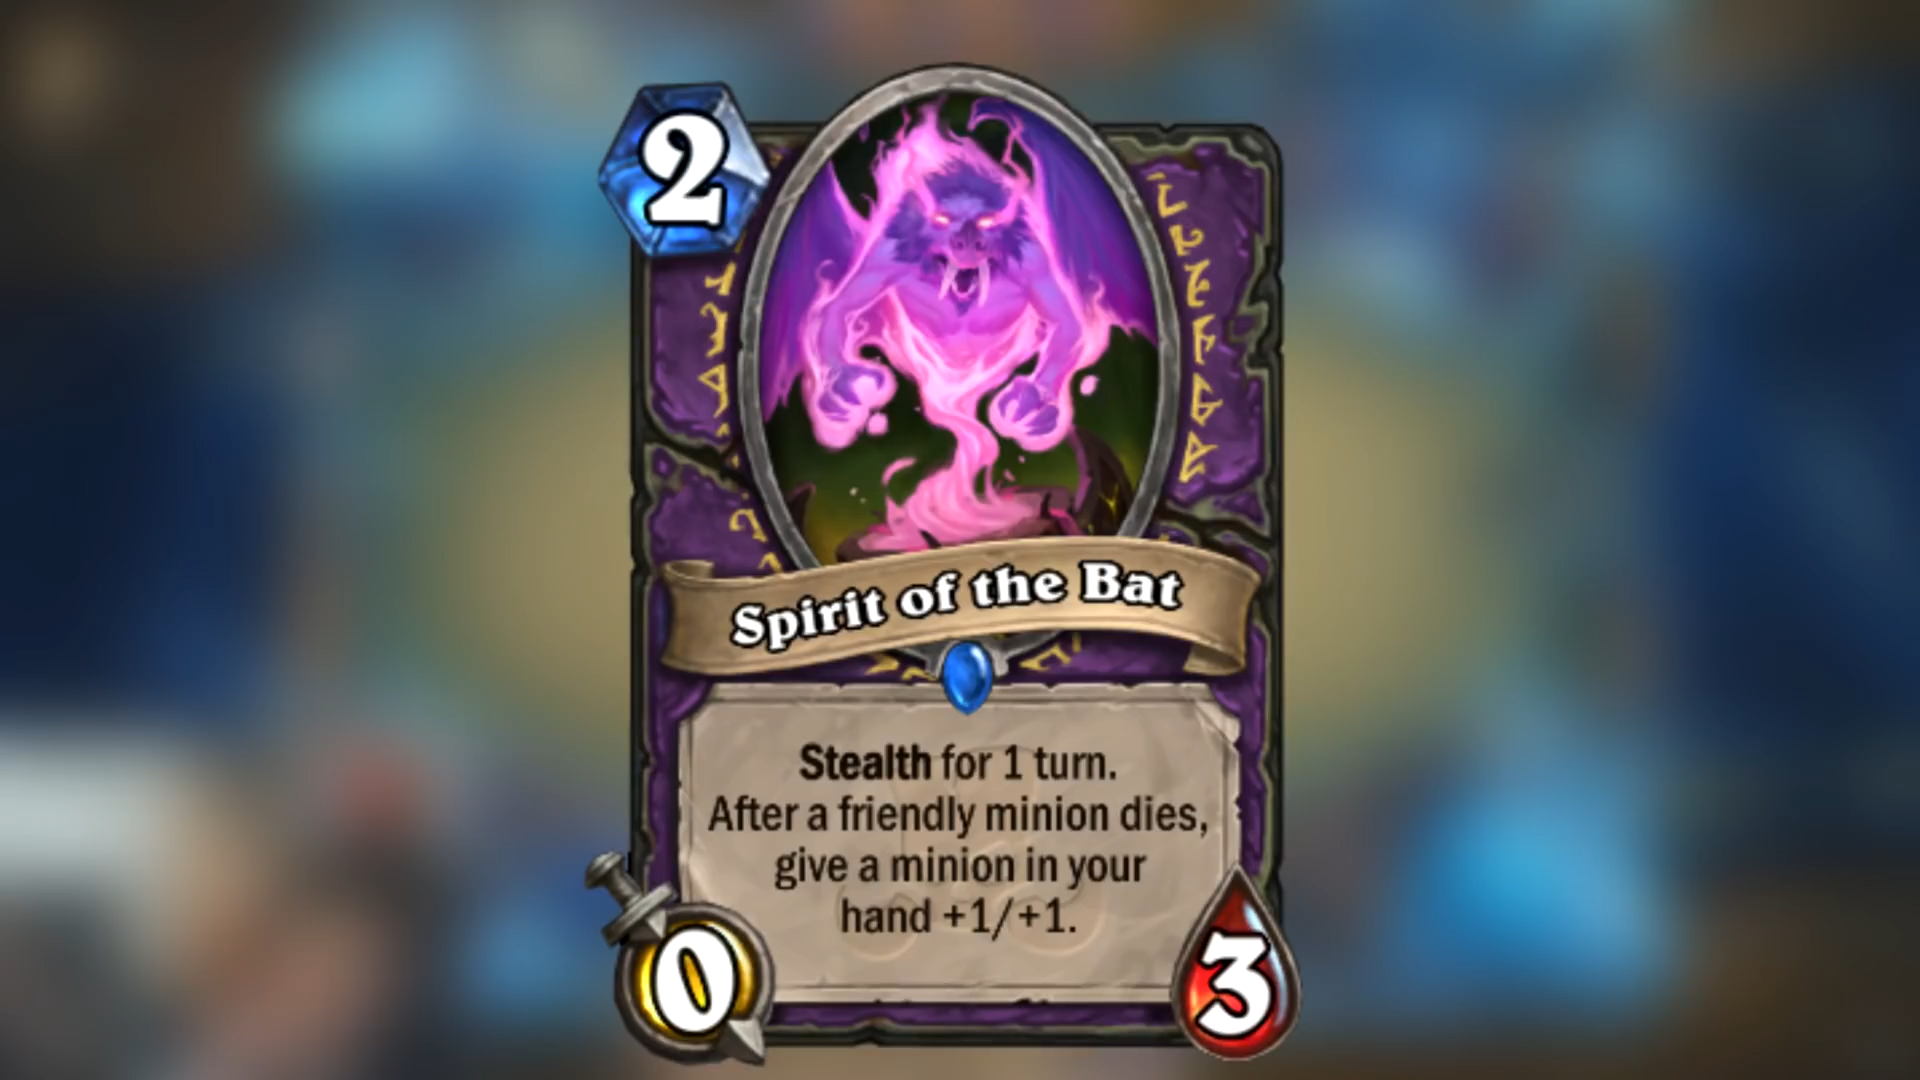 2
Spirit of the Bat
Stealth for 1 turn.
After a friendly minion dies,
give a minion in your
hand +1/+1.
0
3